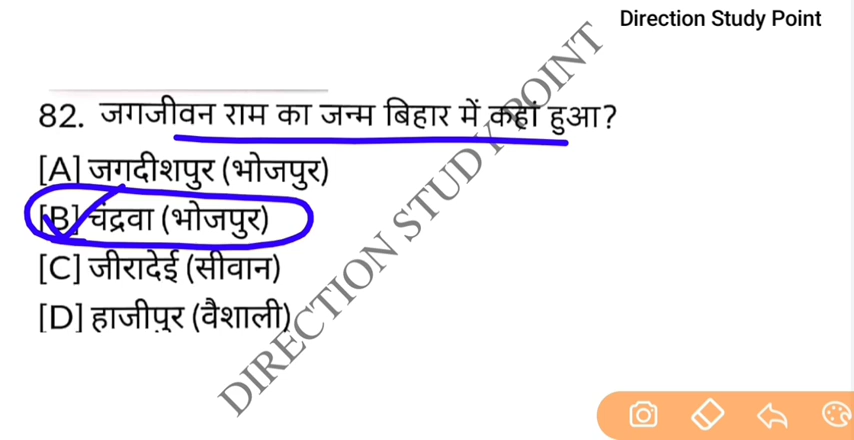 Direction Study Point
82. जगजीवन राम का जन्म बिहार में कहां हुआ?
[A] जगदीशपुर (भोजपुर)
[B] चंद्रवा (भोजपुर)
[C] जीरादेई (सीवान)
[D] हाजीपुर (वैशाली)
DIRECTION STUDY POINT